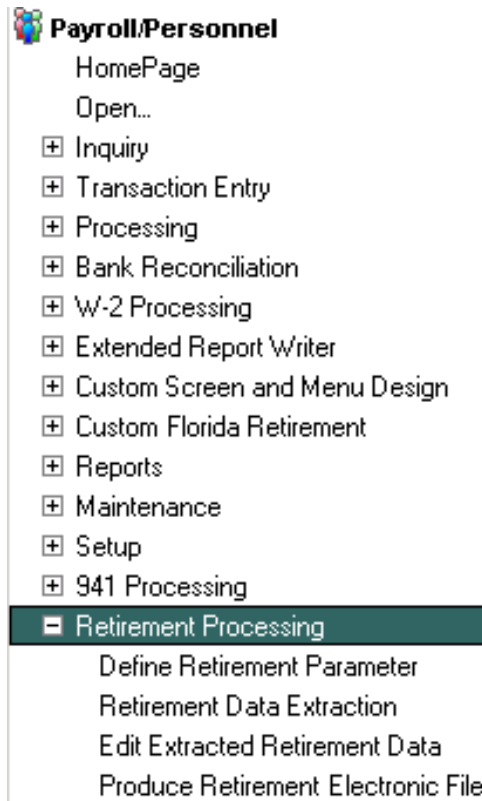 Payroll/Personnel
HomePage
Open...
Inquiry
Transaction Entry
Processing
Bank Reconciliation
W-2 Processing
Extended Report Writer
Custom Screen and Menu Design
Custom Florida Retirement
Reports
Maintenance
Setup
941 Processing
Retirement Processing
Define Retirement Parameter
Retirement Data Extraction
Edit Extracted Retirement Data
Produce Retirement Electronic File